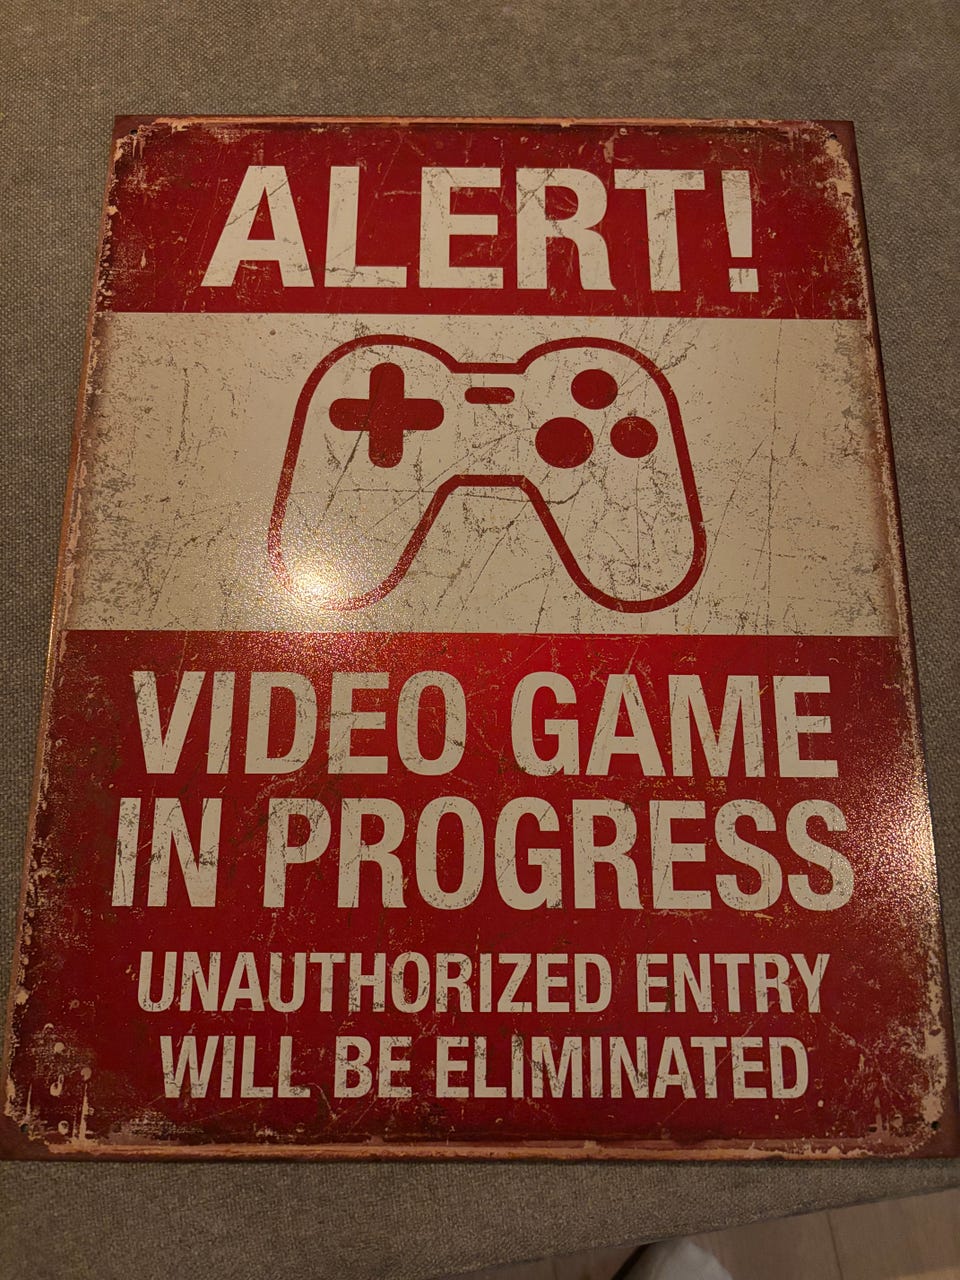 ALERT!
VIDEO GAME
IN PROGRESS
UNAUTHORIZED ENTRY
WILL BE ELIMINATED